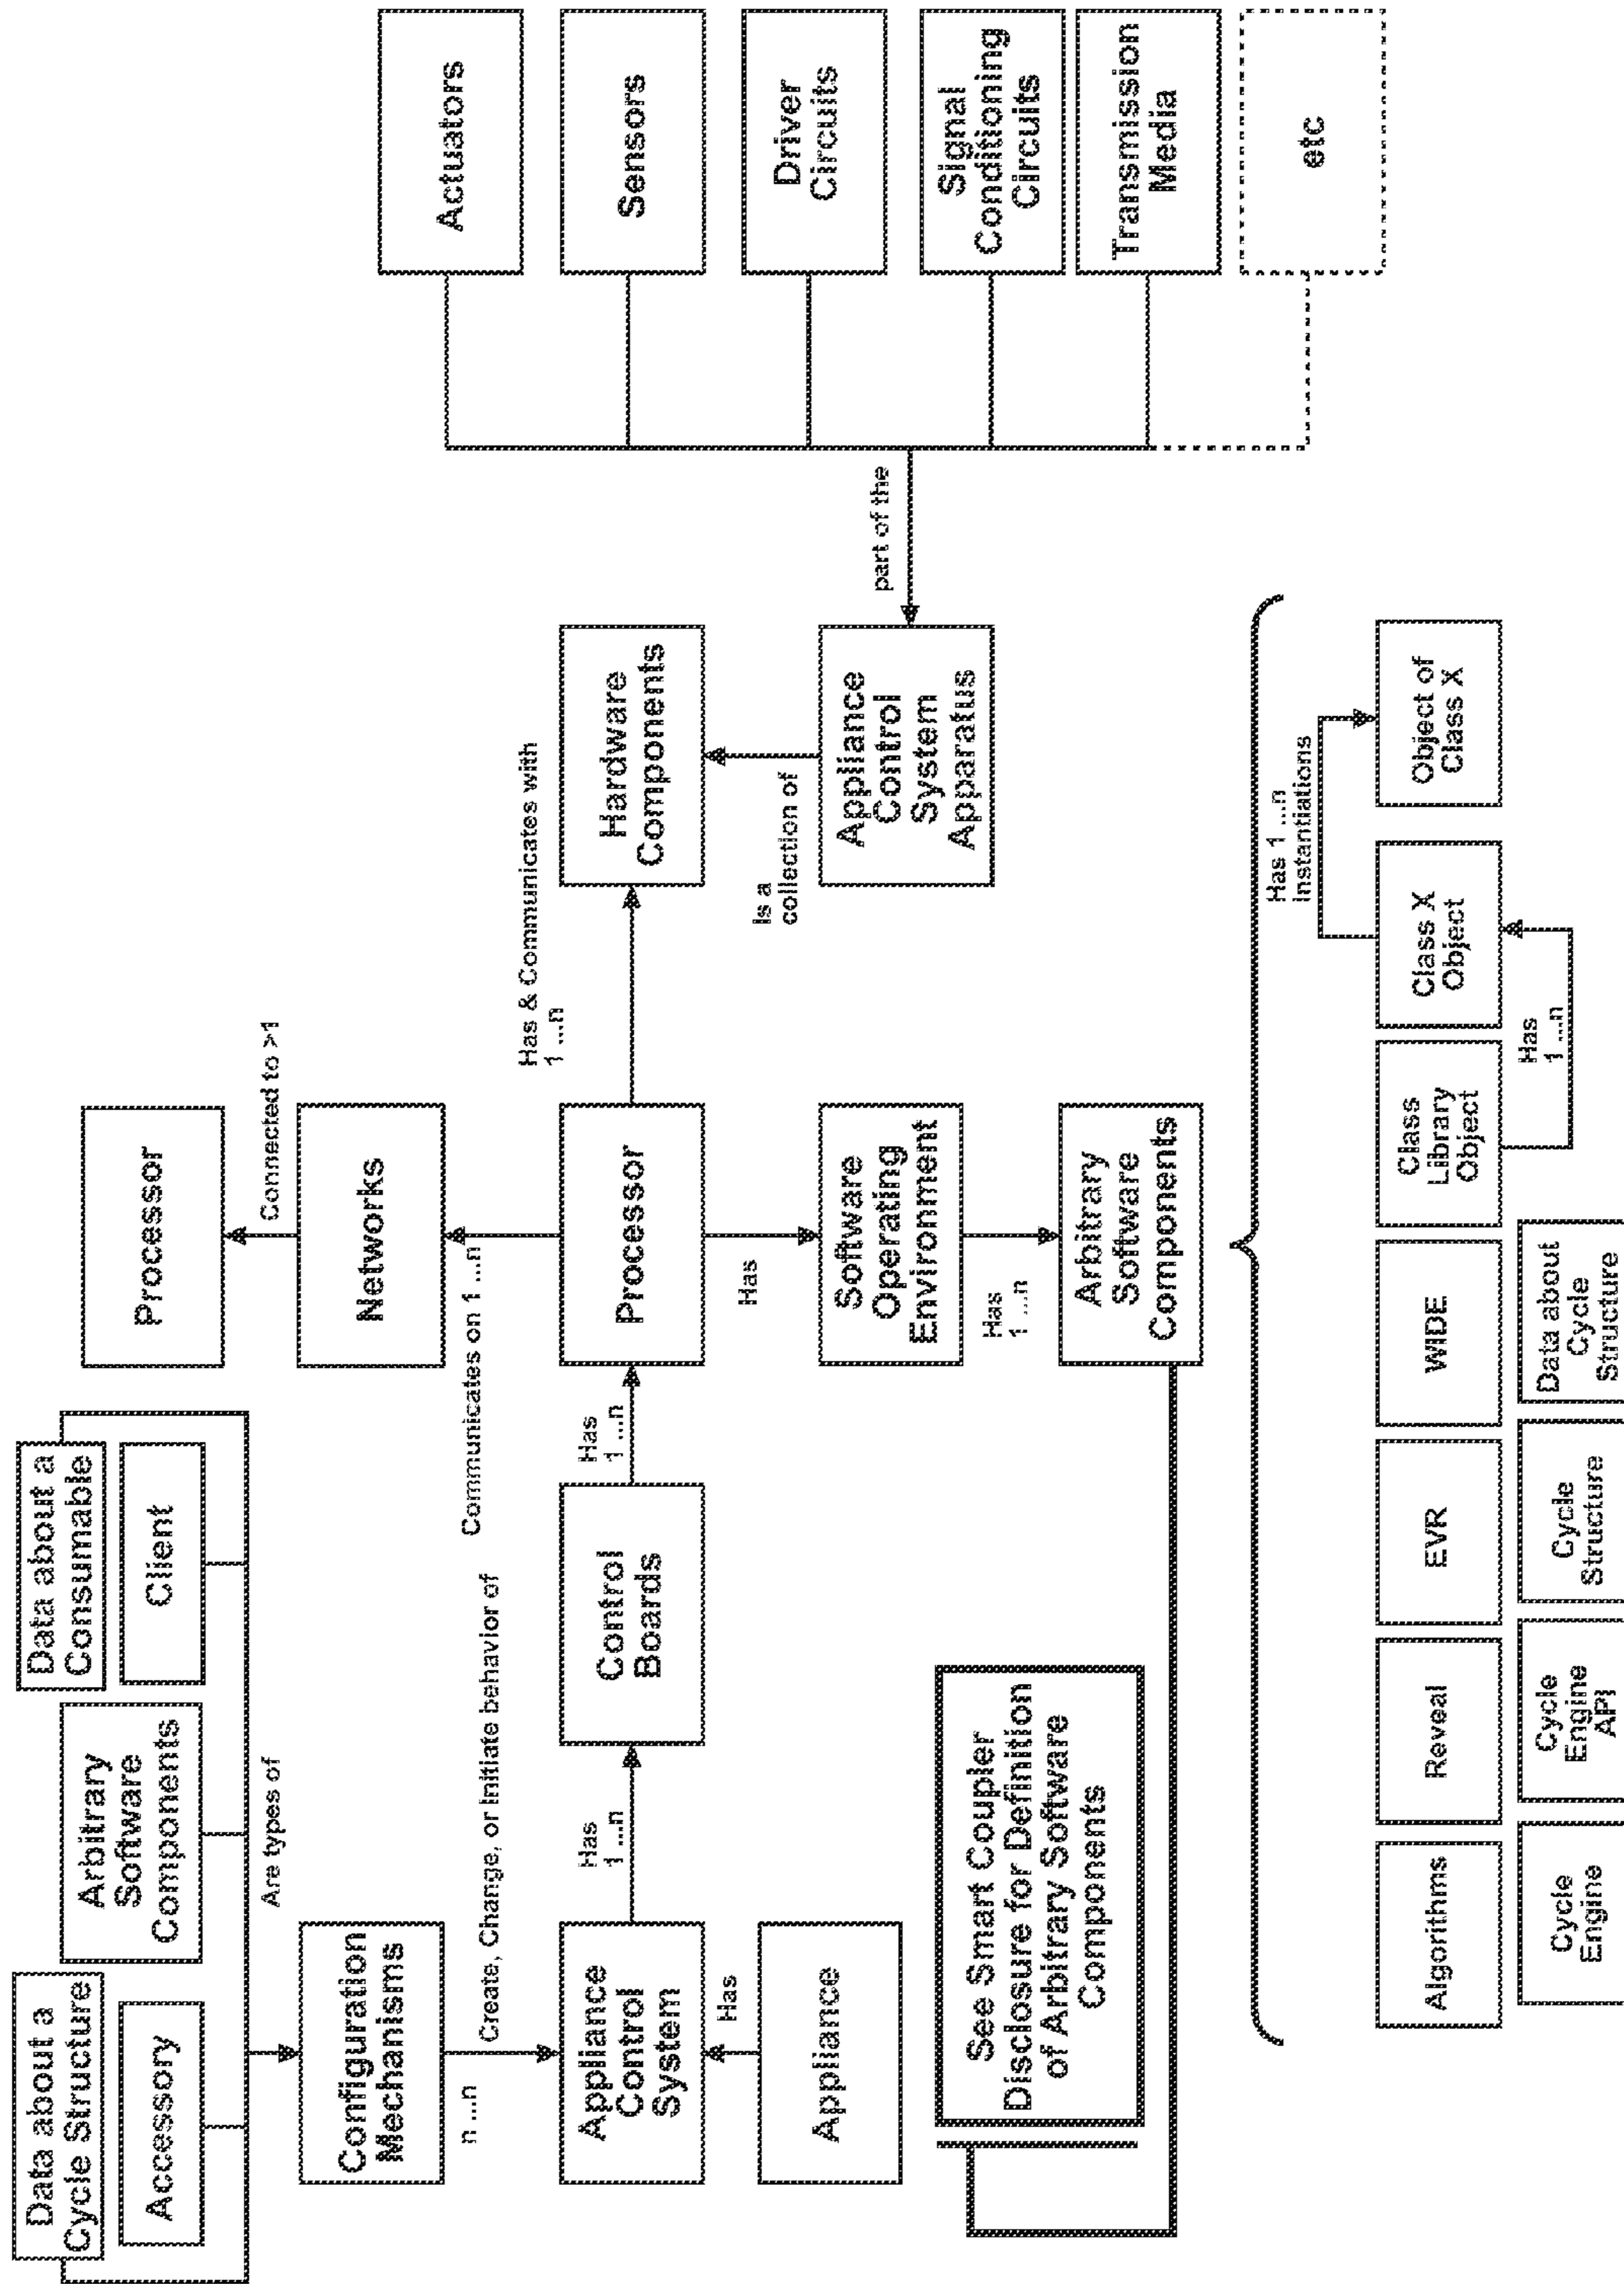 Data about a
Cycle Structure
Accessory
Arbitrary
Software
Components
Data about a
Consumable
Client
Are types of
Configuration
Mechanisms
n ...n
Create, Change, or Initiate behavior of
Appliance
Control
System
Has
Appliance
Has
1 ...n
Control
Boards
Has
1 ...n
Processor
Connected to >1
Networks
Communicates on 1 ...n
Processor
Has
Software
Operating
Environment
Has
1 ...n
Arbitrary
Software
Components
Has & Communicates with
1 ...n
Hardware
Components
Is a
collection of
Appliance
Control
System
Apparatus
part of the
Actuators
Sensors
Driver
Circuits
Signal
Conditioning
Circuits
Transmission
Media
etc
See Smart Coupler
Disclosure for Definition
of Arbitrary Software
Components
Algorithms
Reveal
EVR
WIDE
Class
Library
Object
Class X
Object
Object of
Class X
Has 1 ...n
Instantiations
Has
1 ...n
Cycle
Engine
Cycle
Engine
API
Cycle
Structure
Data about
Cycle
Structure